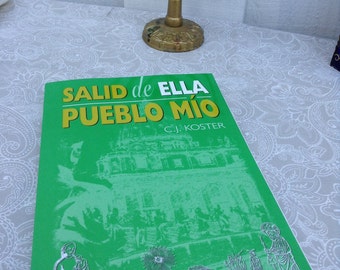 SALID de ELLA
PUEBLO MÍO
C.J. KOSTER